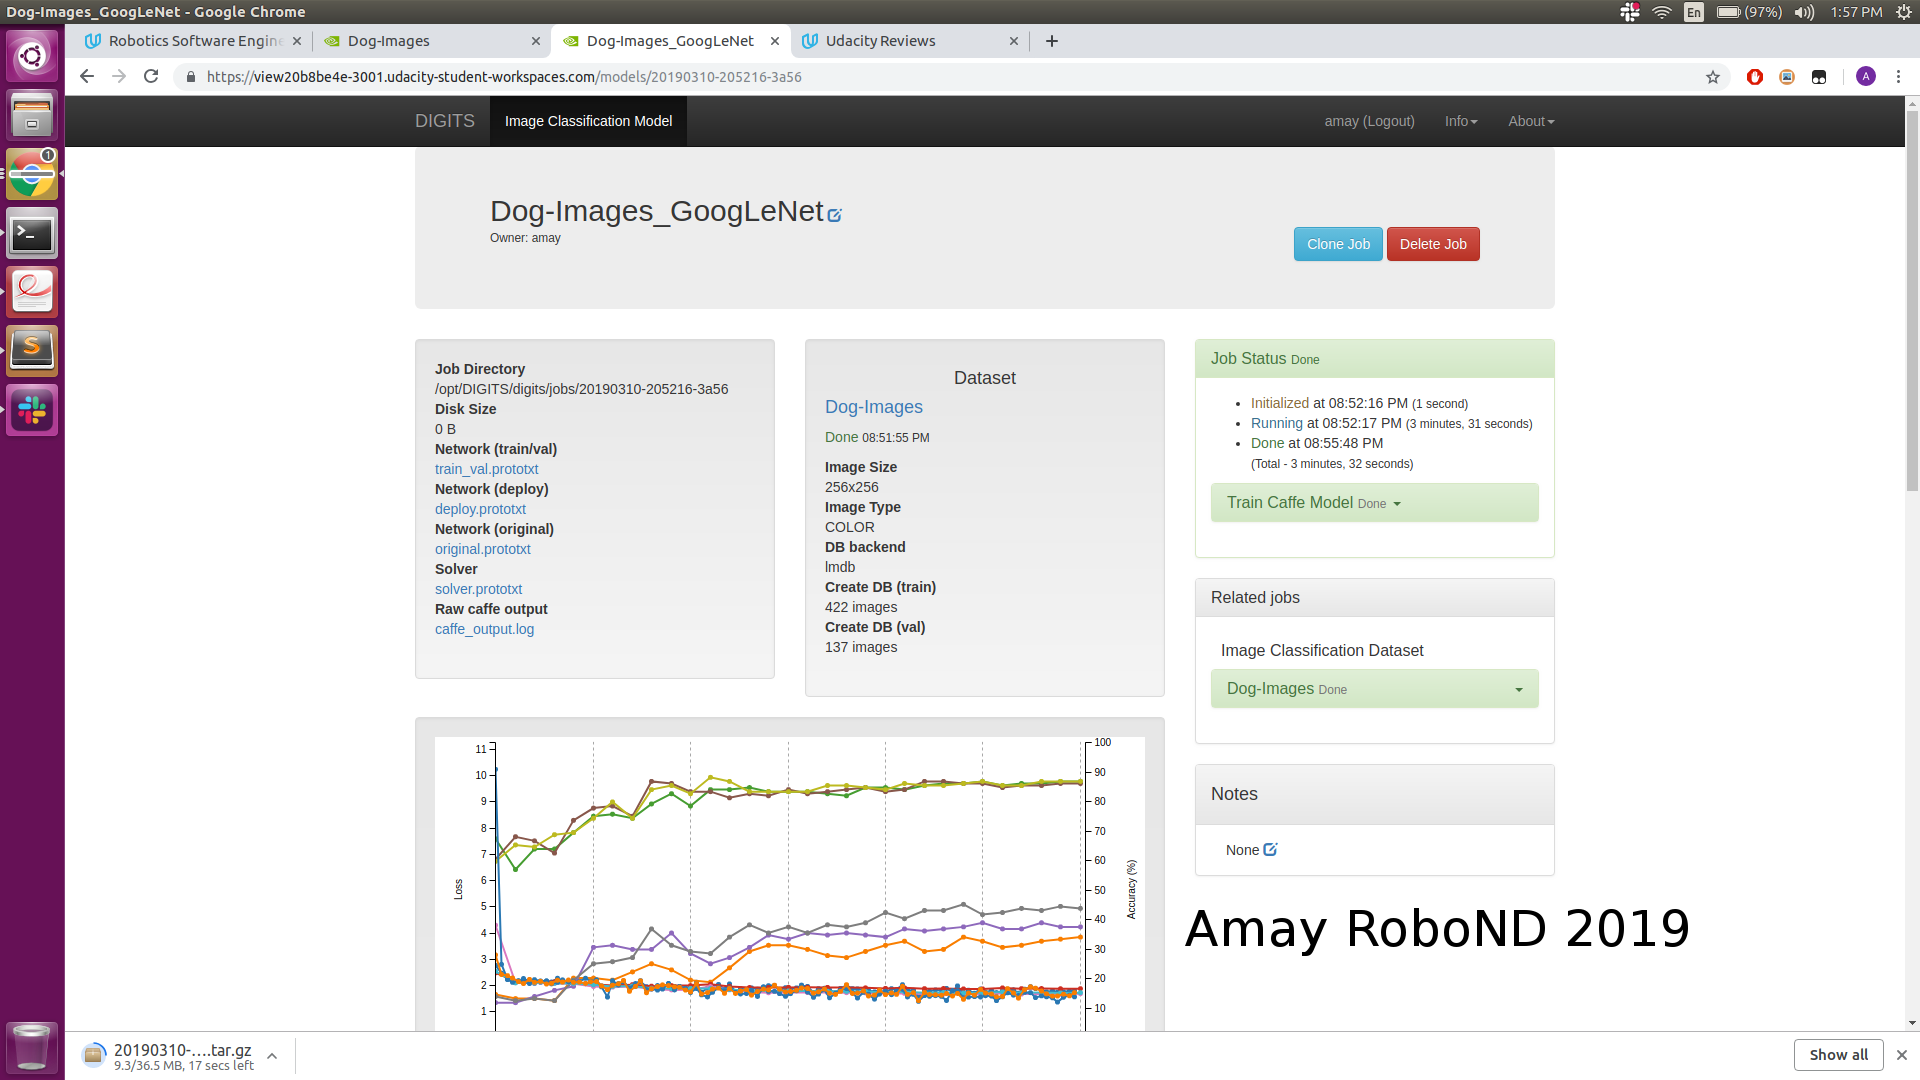 Dog-Images_GoogLeNet - Google Chrome
En (97%) 1:57 PM
Robotics Software Engine
Dog-Images
Dog-Images_GoogLeNet
Udacity Reviews
https://view20b8be4e-3001.udacity-student-workspaces.com/models/20190310-205216-3a56
A
1
DIGITS
Image Classification Model
amay (Logout)
Info
About
Dog-Images_GoogLeNet
Owner: amay
Clone Job
Delete Job
Job Directory
/opt/DIGITS/digits/jobs/20190310-205216-3a56
Disk Size
0 B
Network (train/val)
train_val.prototxt
Network (deploy)
deploy.prototxt
Network (original)
original.prototxt
Solver
solver.prototxt
Raw caffe output
caffe_output.log
Dataset
Dog-Images
Done 08:51:55 PM
Image Size
256x256
Image Type
COLOR
DB backend
lmdb
Create DB (train)
422 images
Create DB (val)
137 images
Job Status Done
Initialized at 08:52:16 PM (1 second)
Running at 08:52:17 PM (3 minutes, 31 seconds)
Done at 08:55:48 PM
(Total - 3 minutes, 32 seconds)
Train Caffe Model Done
Related jobs
Image Classification Dataset
Dog-Images Done
Notes
None
11
10
9
8
7
6
5
4
3
2
1
Loss
100
90
80
70
60
50
40
30
20
10
Accuracy (%)
Amay RoboND 2019
20190310-....tar.gz
9.3/36.5 MB, 17 secs left
Show all